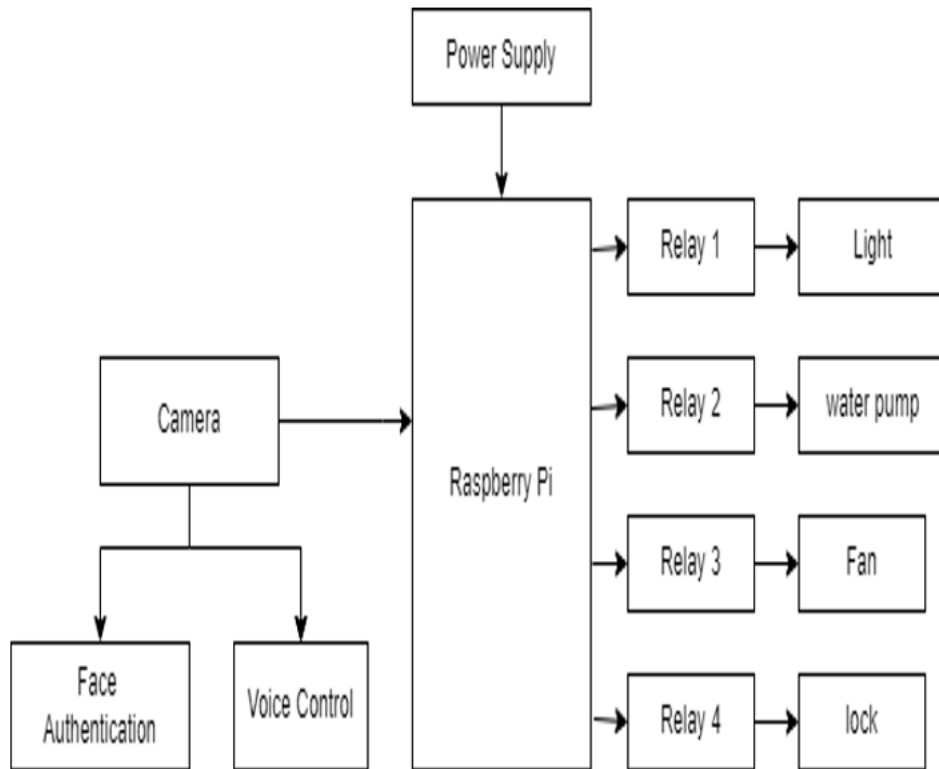 Power Supply
Relay 1
Light
Camera
Relay 2
water pump
Raspberry Pi
Relay 3
Fan
Face
Authentication
Voice Control
Relay 4
lock